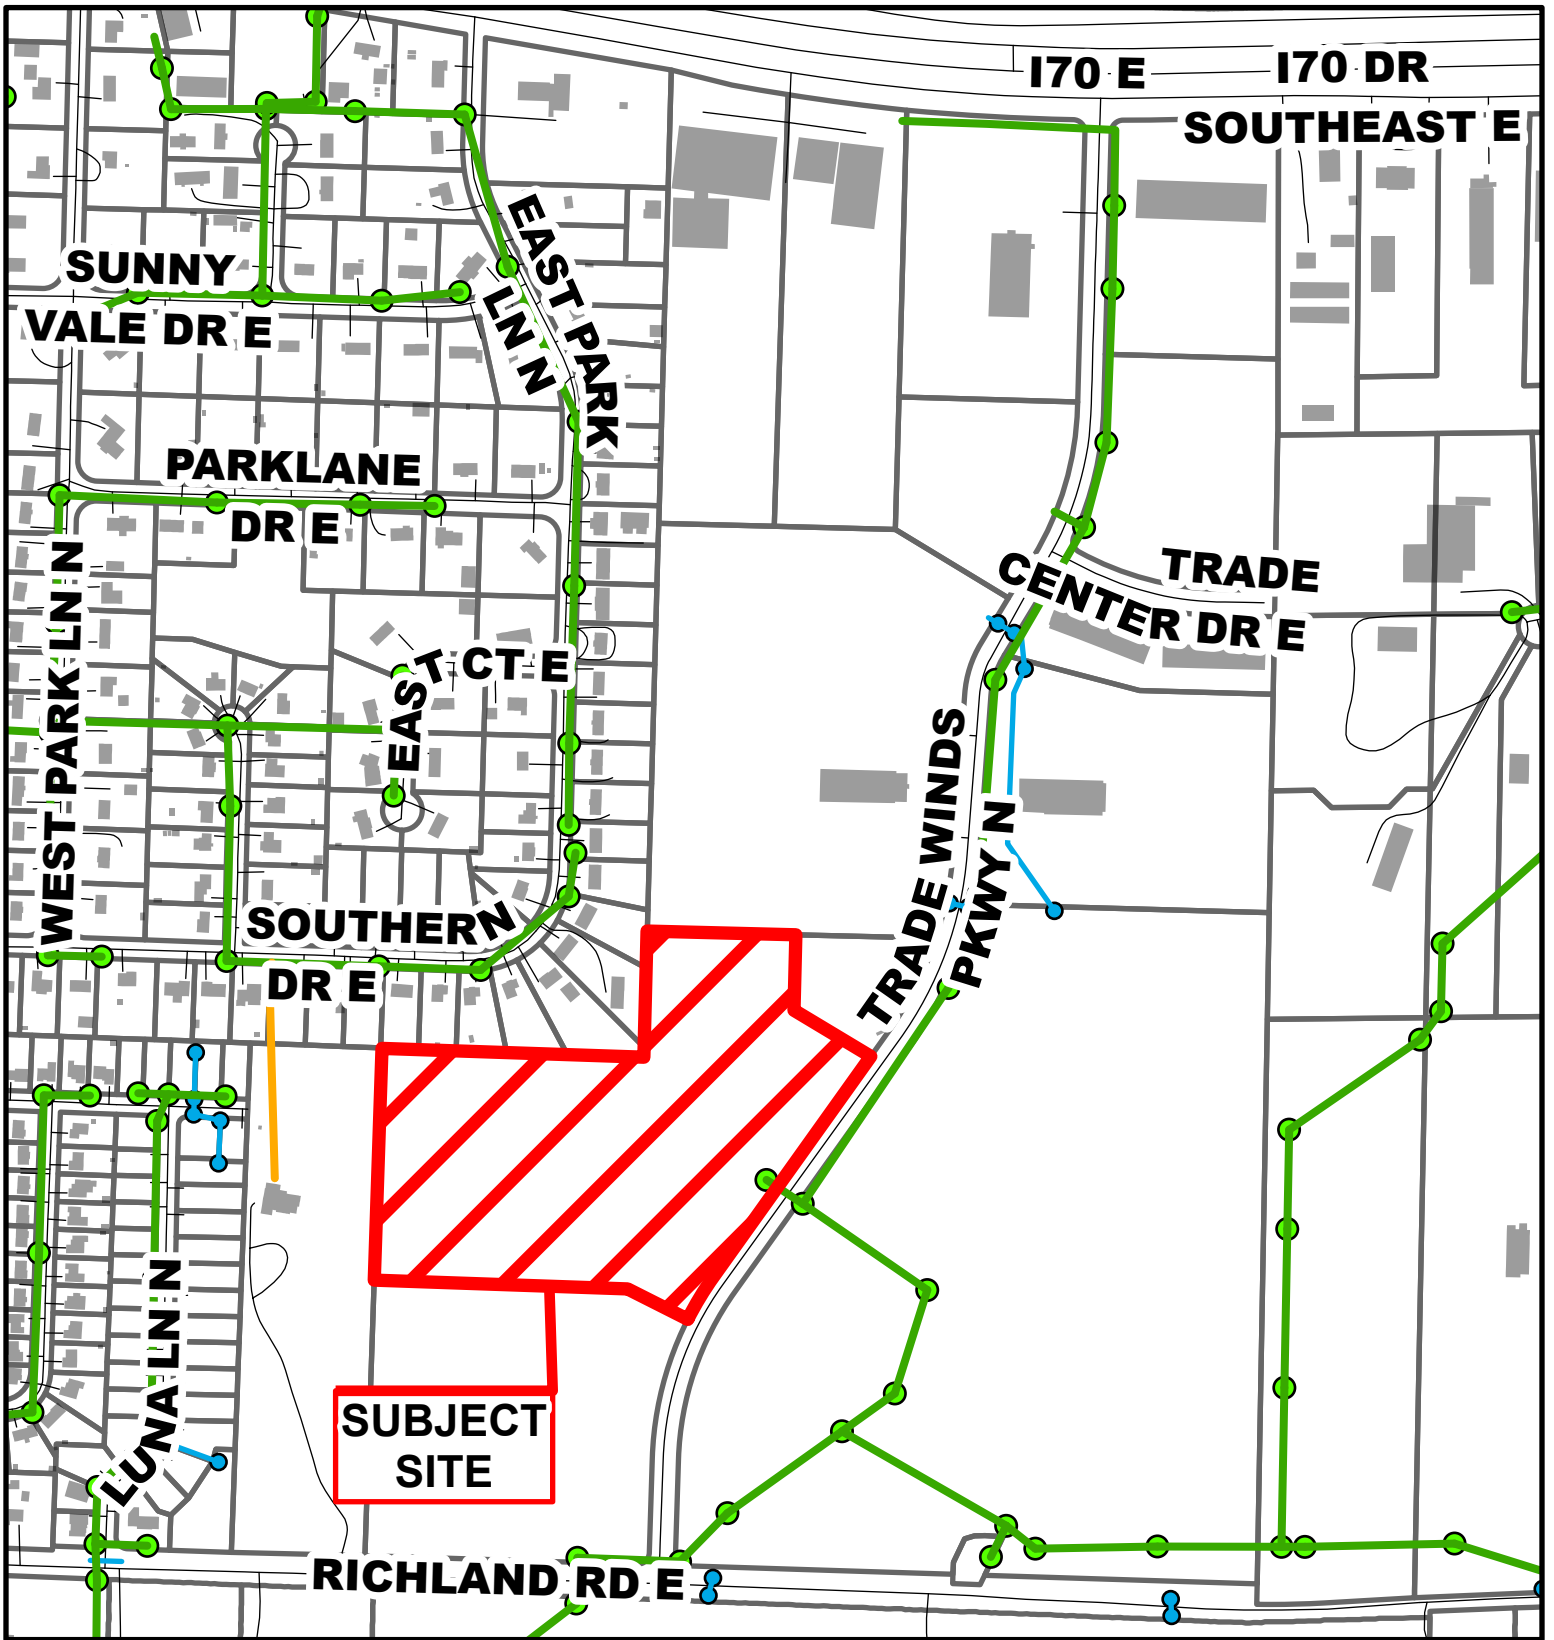 I70 E
I70 DR
SOUTHEAST E
SUNNY
VALE DR E
EAST PARK
LN N
PARKLANE
DR E
WEST PARK LN N
EAST CT E
TRADE
CENTER DR E
TRADE WINDS
PKWY N
SOUTHERN
DR E
LUNA LN N
SUBJECT
SITE
RICHLAND RD E